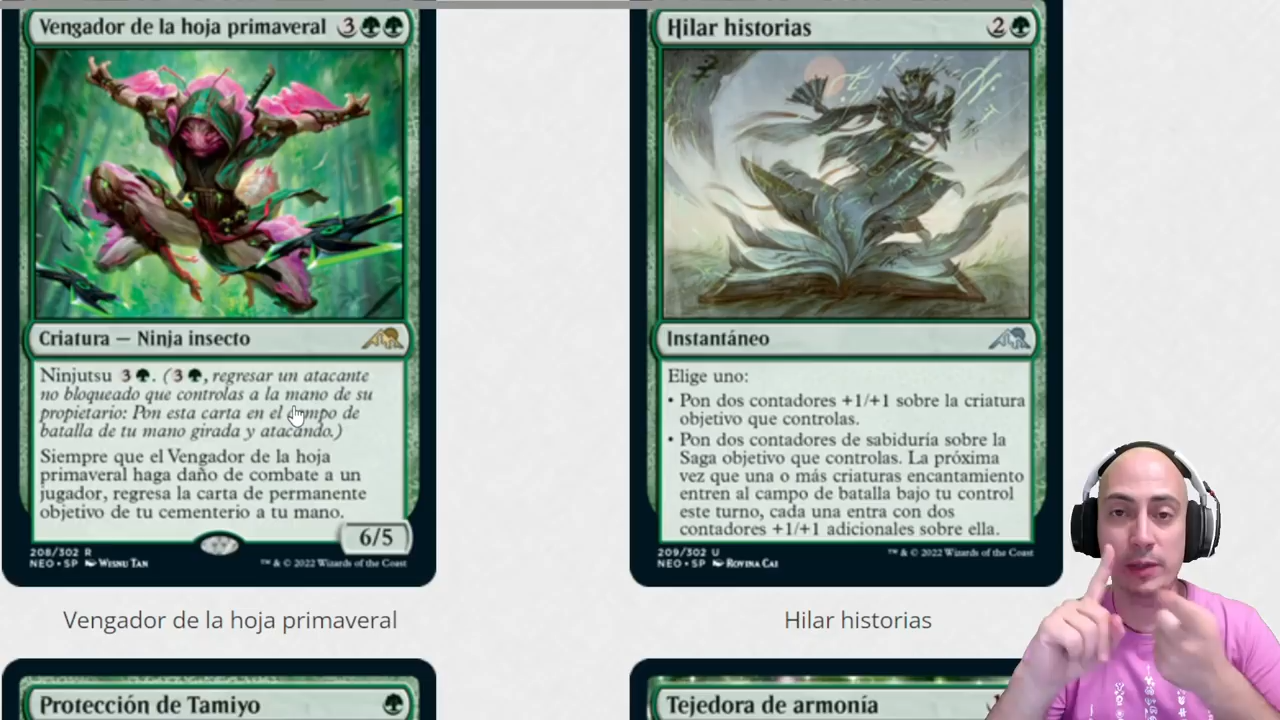 Vengador de la hoja primaveral 3
Criatura — Ninja insecto
Ninjutsu 3 . (3 , regresar un atacante
no bloqueado que controlas a la mano de su
propietario: Pon esta carta en el campo de
batalla de tu mano girada y atacando.)
Siempre que el Vengador de la hoja
primaveral haga daño de combate a un
jugador, regresa la carta de permanente
objetivo de tu cementerio a tu mano.
6/5
208/302 R
NEO • SP Wisnu Tan
™ & © 2022 Wizards of the Coast
Vengador de la hoja primaveral
Hilar historias 2
Instantáneo
Elige uno:
• Pon dos contadores +1/+1 sobre la criatura
objetivo que controlas.
• Pon dos contadores de sabiduría sobre la
Saga objetivo que controlas. La próxima
vez que una o más criaturas encantamiento
entren al campo de batalla bajo tu control
este turno, cada una entra con dos
contadores +1/+1 adicionales sobre ella.
209/302 U
NEO • SP Rovina Cai
™ & © 2022 Wizards of the Coast
Hilar historias
Protección de Tamiyo
Tejedora de armonía